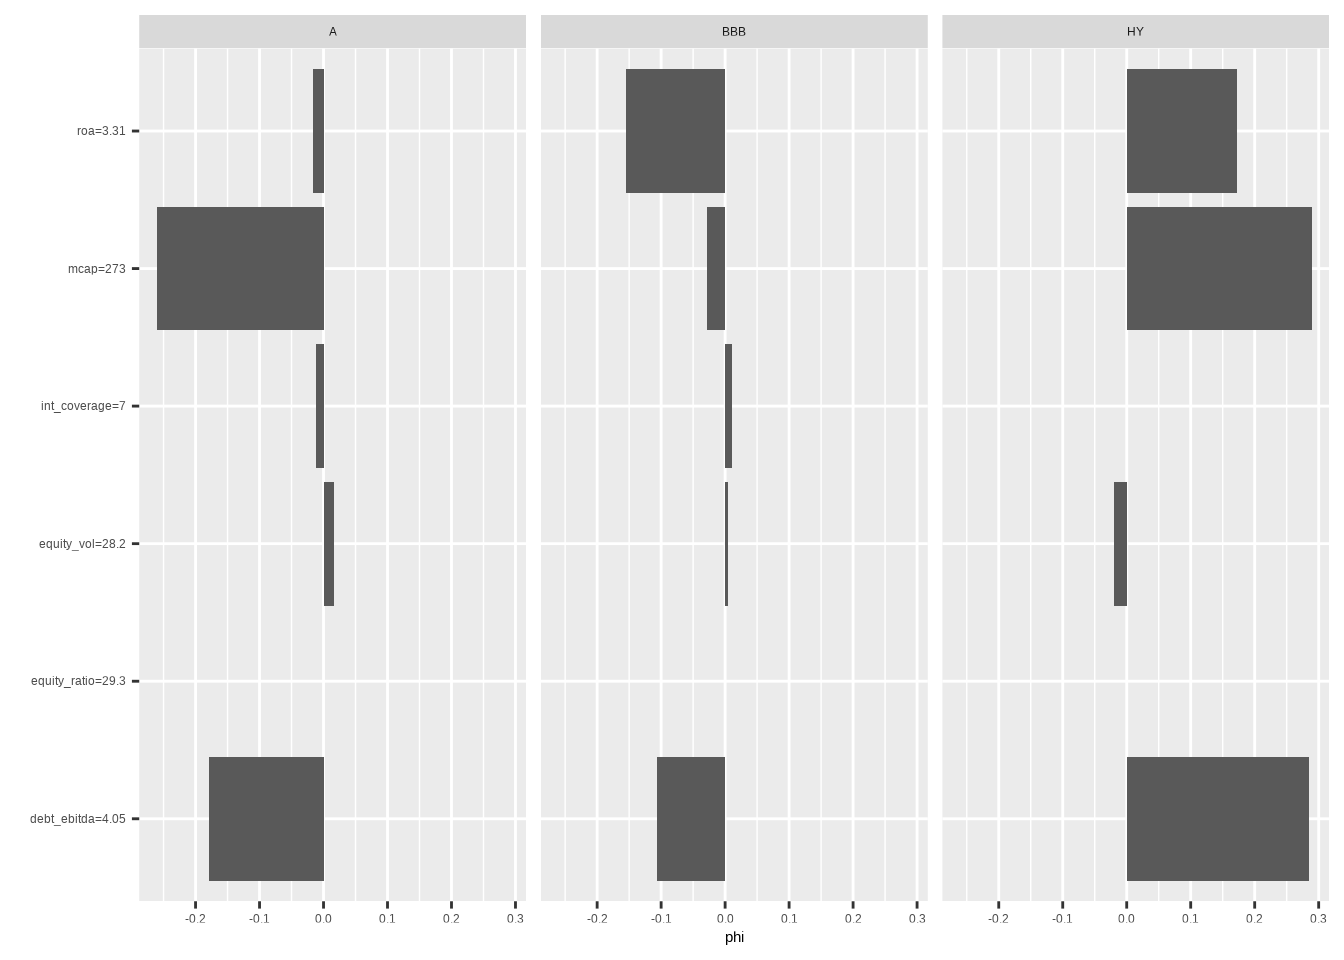 A BBB HY
roa=3.31
mcap=273
int_coverage=7
equity_vol=28.2
equity_ratio=29.3
debt_ebitda=4.05
-0.2 -0.1 0.0 0.1 0.2 0.3 -0.2 -0.1 0.0 0.1 0.2 0.3 -0.2 -0.1 0.0 0.1 0.2 0.3
phi